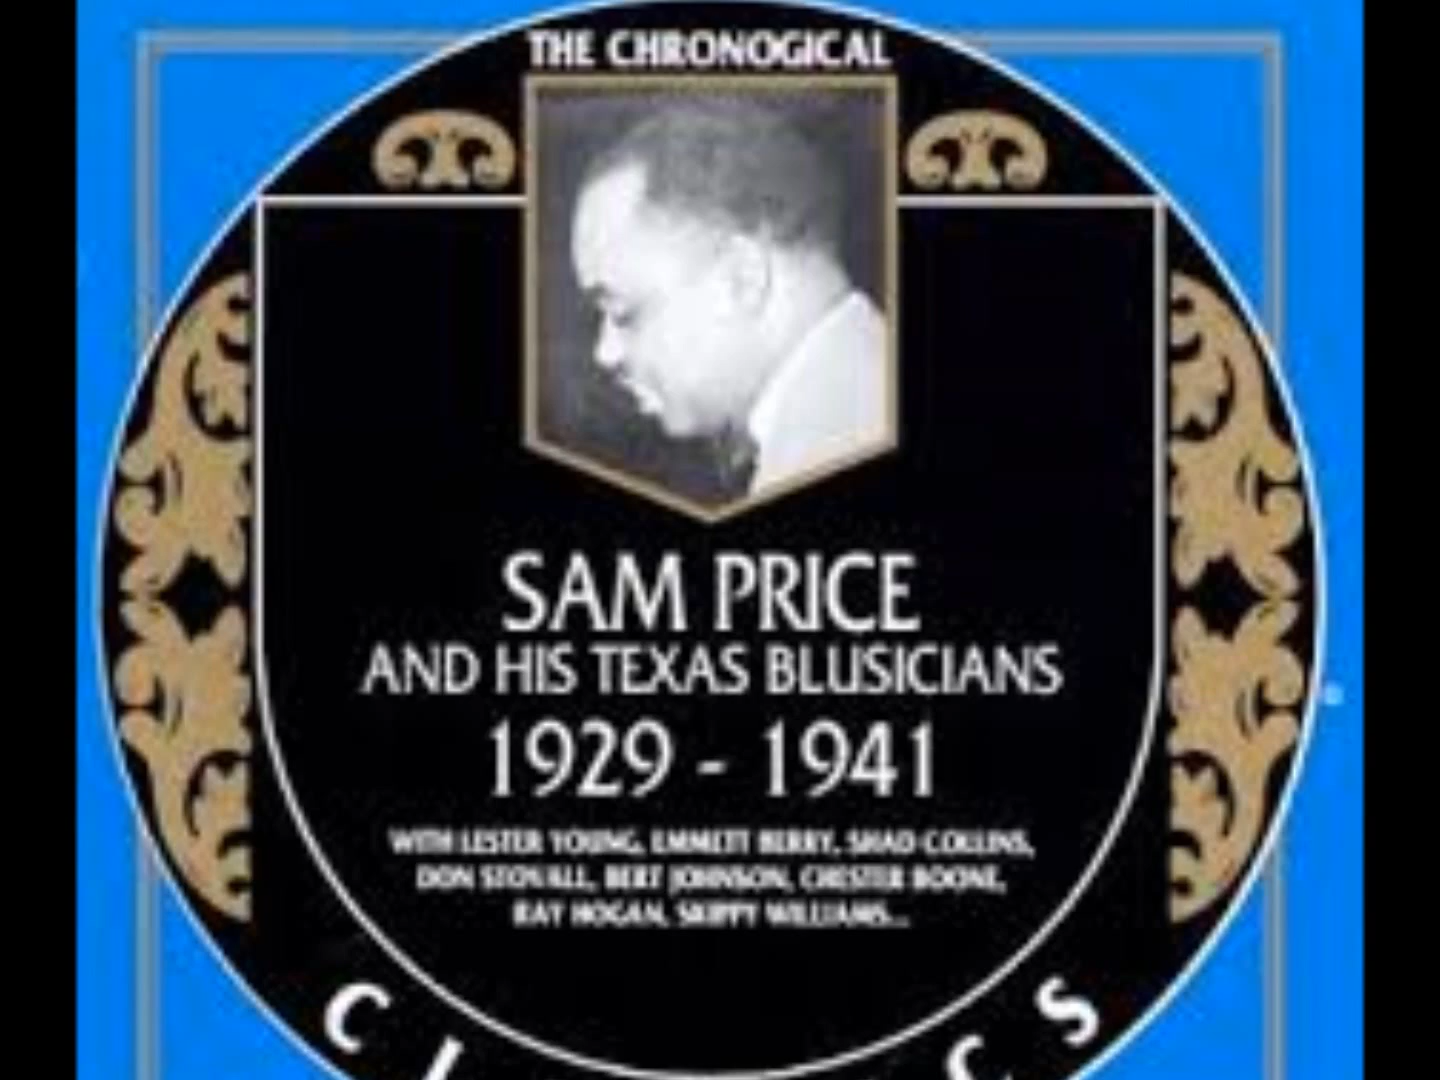 THE CHRONOGICAL
SAM PRICE
AND HIS TEXAS BLUSICIANS
1929 - 1941
WITH LESTER YOUNG, EMMETT BERRY, SHAD COLLINS,
DON STOVALL, BERT JOHNSON, CHESTER BOONE,
RAY HOGAN, SKIPPY WILLIAMS...